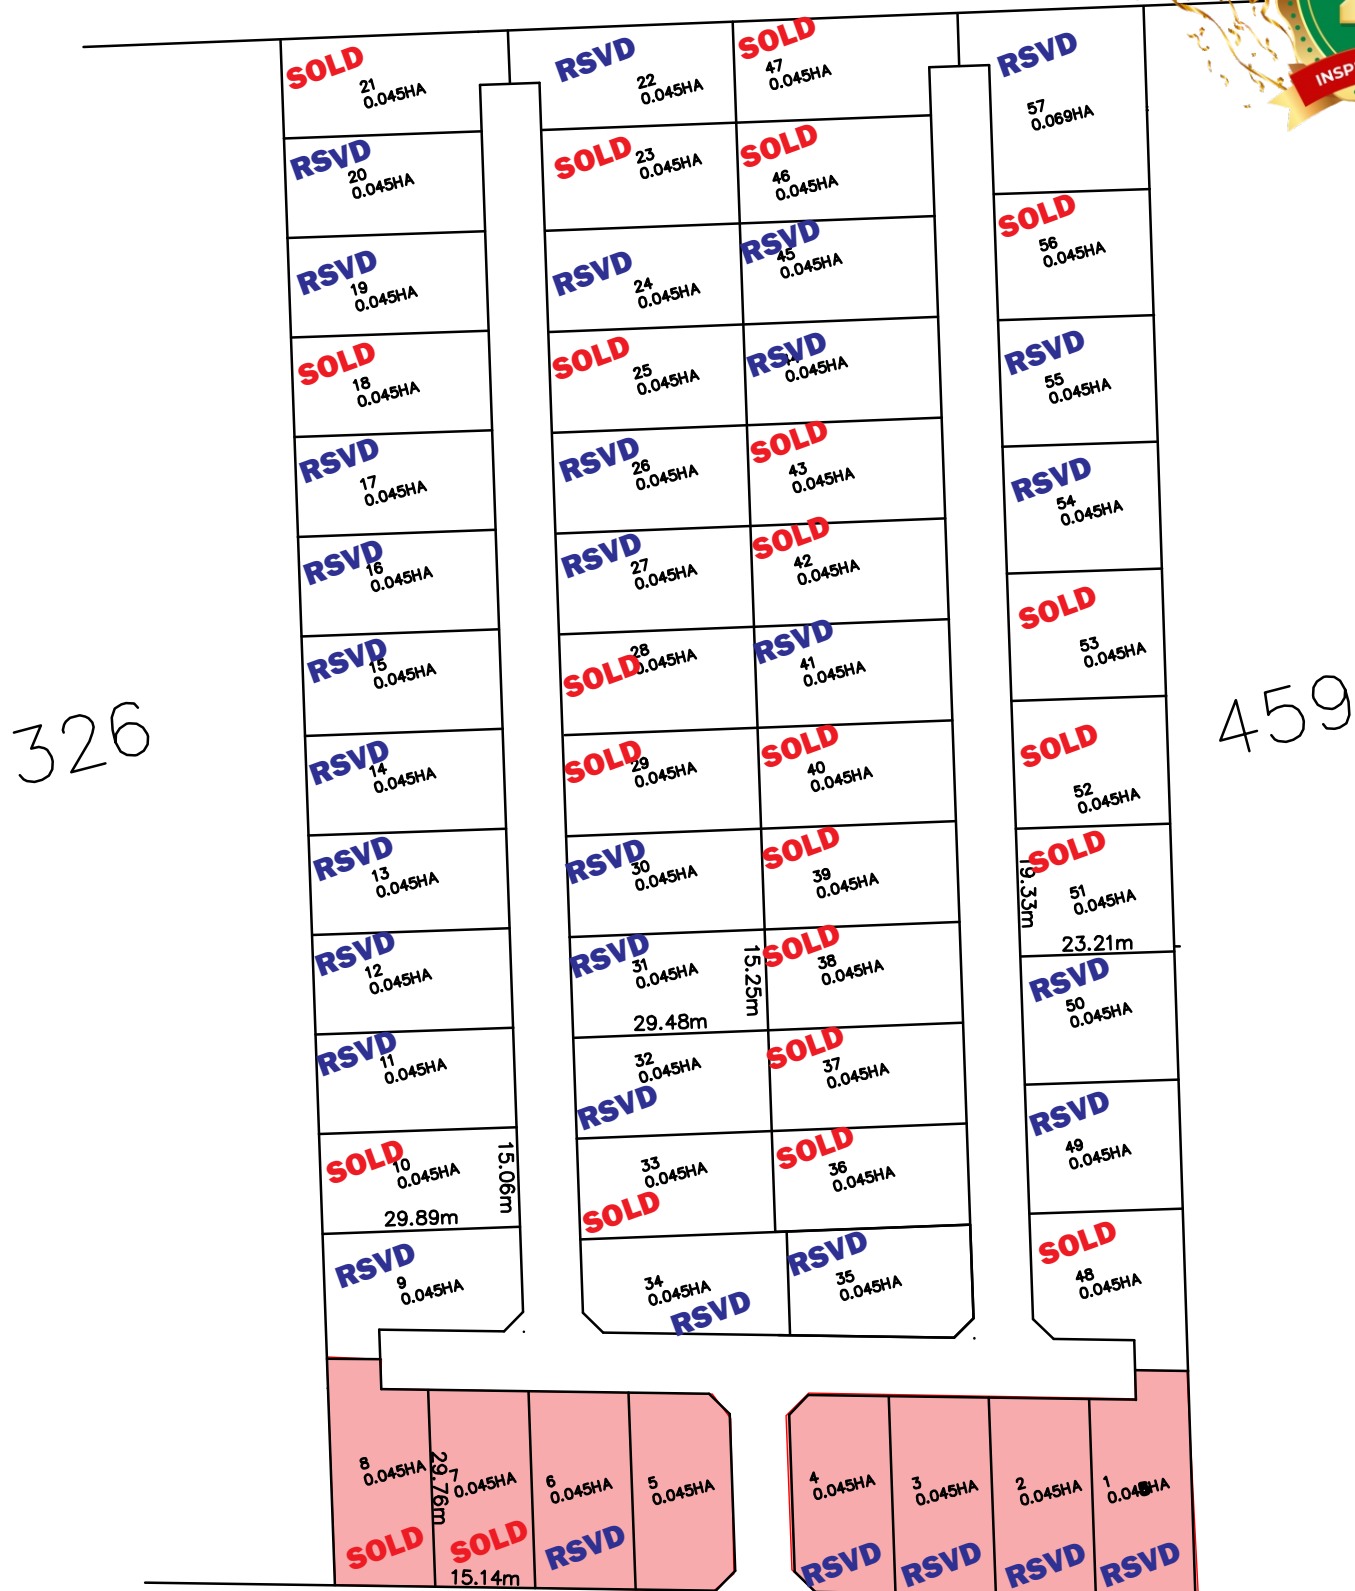 INSP
SOLD
21
0.045HA
RSVD
22
0.045HA
SOLD
47
0.045HA
RSVD
57
0.069HA
RSVD
20
0.045HA
SOLD
23
0.045HA
SOLD
46
0.045HA
SOLD
56
0.045HA
RSVD
19
0.045HA
RSVD
24
0.045HA
RSVD
45
0.045HA
RSVD
55
0.045HA
SOLD
18
0.045HA
SOLD
25
0.045HA
RSVD
0.045HA
RSVD
54
0.045HA
RSVD
17
0.045HA
RSVD
26
0.045HA
SOLD
43
0.045HA
SOLD
53
0.045HA
RSVD
16
0.045HA
RSVD
27
0.045HA
SOLD
42
0.045HA
RSVD
15
0.045HA
SOLD
28
0.045HA
RSVD
41
0.045HA
SOLD
52
0.045HA
326
459
RSVD
14
0.045HA
SOLD
29
0.045HA
SOLD
40
0.045HA
RSVD
13
0.045HA
RSVD
30
0.045HA
SOLD
39
0.045HA
SOLD
51
0.045HA
19.33m
23.21m
RSVD
12
0.045HA
RSVD
31
0.045HA
15.25m
29.48m
SOLD
38
0.045HA
RSVD
50
0.045HA
RSVD
11
0.045HA
32
0.045HA
RSVD
SOLD
37
0.045HA
RSVD
49
0.045HA
SOLD
10
0.045HA
15.06m
29.89m
33
0.045HA
SOLD
SOLD
36
0.045HA
SOLD
48
0.045HA
RSVD
9
0.045HA
34
0.045HA
RSVD
RSVD
35
0.045HA
8
0.045HA
SOLD
29.76m
7
0.045HA
SOLD
15.14m
6
0.045HA
RSVD
5
0.045HA
4
0.045HA
RSVD
3
0.045HA
RSVD
2
0.045HA
RSVD
1
RSVD